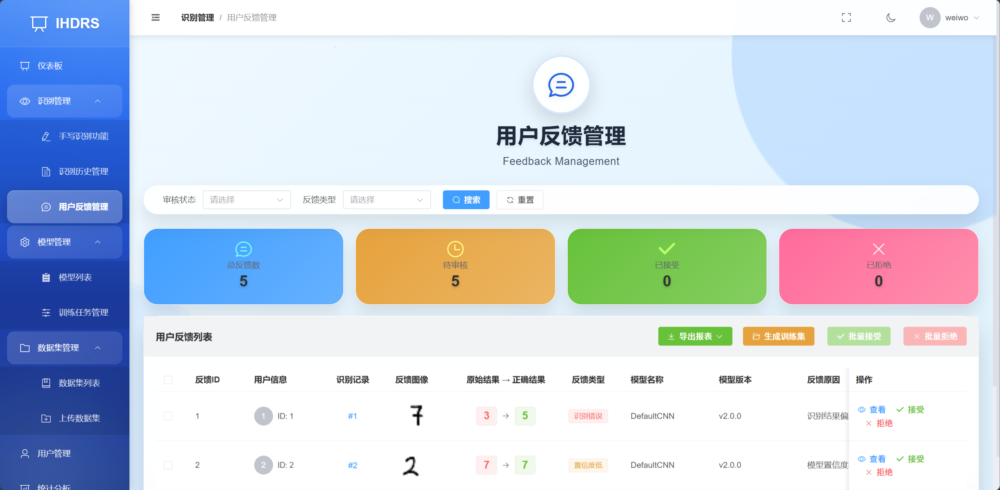 IHDRS
仪表板
识别管理
手写识别功能
识别历史管理
用户反馈管理
模型管理
模型列表
训练任务管理
数据集管理
数据集列表
上传数据集
用户管理
统计分析
识别管理 / 用户反馈管理
W weiwo
用户反馈管理
Feedback Management
审核状态 请选择 反馈类型 请选择 搜索 重置
总反馈数
5
待审核
5
已接受
0
已拒绝
0
用户反馈列表 导出报表 生成训练集 批量接受 批量拒绝
反馈ID 用户信息 识别记录 反馈图像 原始结果 → 正确结果 反馈类型 模型名称 模型版本 反馈原因 操作
1 1 ID: 1 #1 7 3 → 5 识别错误 DefaultCNN v2.0.0 识别结果偏 查看 接受
拒绝
2 2 ID: 2 #2 2 7 → 7 置信度低 DefaultCNN v2.0.0 模型置信度 查看 接受
拒绝